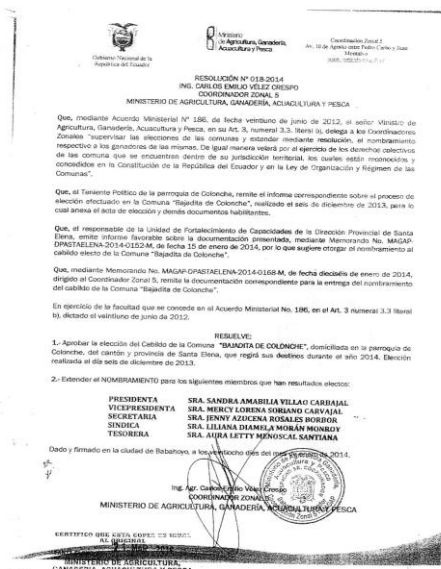 Gobierno Nacional de la
República del Ecuador
Ministerio
de Agricultura, Ganadería,
Acuacultura y Pesca
Coordinación Zonal 5
Av. 10 de Agosto entre Pedro Carbo y Juan
Montalvo
RESOLUCIÓN Nº 018-2014
ING. CARLOS EMILIO VÉLEZ CRESPO
COORDINADOR ZONAL 5
MINISTERIO DE AGRICULTURA, GANADERÍA, ACUACULTURA Y PESCA
Que, mediante Acuerdo Ministerial Nº 186, de fecha veintiuno de junio de 2012, el señor Ministro de
Agricultura, Ganadería, Acuacultura y Pesca, en su Art. 3, numeral 3.3. literal b), delega a los Coordinadores
Zonales "supervisar las elecciones de las comunas y extender mediante resolución, el nombramiento
respectivo a los ganadores de las mismas. De igual manera velará por el ejercicio de los derechos colectivos
de las comuna que se encuentran dentro de su jurisdicción territorial, los cuales están reconocidos y
concedidos en la Constitución de la República del Ecuador y en la Ley de Organización y Régimen de las
Comunas".
Que, el Teniente Político de la parroquia de Colonche, remite el informe correspondiente sobre el proceso de
elección efectuado en la Comuna "Bajadita de Colonche", realizado el seis de diciembre de 2013, para lo
cual anexa el acta de elección y demás documentos habilitantes.
Que, el responsable de la Unidad de Fortalecimiento de Capacidades de la Dirección Provincial de Santa
Elena, emite informe favorable sobre la documentación presentada, mediante Memorando No. MAGAP-
DPASTAELENA-2014-0152-M, de fecha 15 de enero de 2014, por lo que sugiere otorgar el nombramiento al
cabildo electo de la Comuna "Bajadita de Colonche".
Que, mediante Memorando No. MAGAP-DPASTAELENA-2014-0168-M, de fecha dieciséis de enero de 2014,
dirigido al Coordinador Zonal 5, remite la documentación correspondiente para la entrega del nombramiento
del cabildo de la Comuna "Bajadita de Colonche".
En ejercicio de la facultad que se concede en el Acuerdo Ministerial No. 186, en el Art. 3 numeral 3.3 literal
b), dictado el veintiuno de junio de 2012.
RESUELVE:
1.- Aprobar la elección del Cebildo de la Comuna "BAJADITA DE COLONCHE", domiciliada en la parroquia de
Colonche, del cantón y provincia de Santa Elena, que regirá sus destinos durante el año 2014. Elección
realizada el día seis de diciembre de 2013.
2.- Extender el NOMBRAMIENTO para los siguientes miembros que han resultados electos:
PRESIDENTA SRA. SANDRA AMABILIA VILLAO CARBAJAL
VICEPRESIDENTA SRA. MERCY LORENA SORIANO CARVAJAL
SECRETARIA SRA. JENNY AZUCENA ROSALES BORBOR
SINDICA SRA. LILIANA DIAMELA MORÁN MONROY
TESORERA SRA. AURA LETTY MENOSCAL SANTIANA
Dado y firmado en la ciudad de Babahoyo, a los veintiocho días del mes de enero de 2014.
Ing. Agr. Carlos Emilio Vélez Crespo
COORDINADOR ZONAL 5
MINISTERIO DE AGRICULTURA, GANADERÍA, ACUACULTURA Y PESCA
CERTIFICO QUE ESTA COPIA ES IGUAL
AL ORIGINAL
MINISTERIO DE AGRICULTURA,